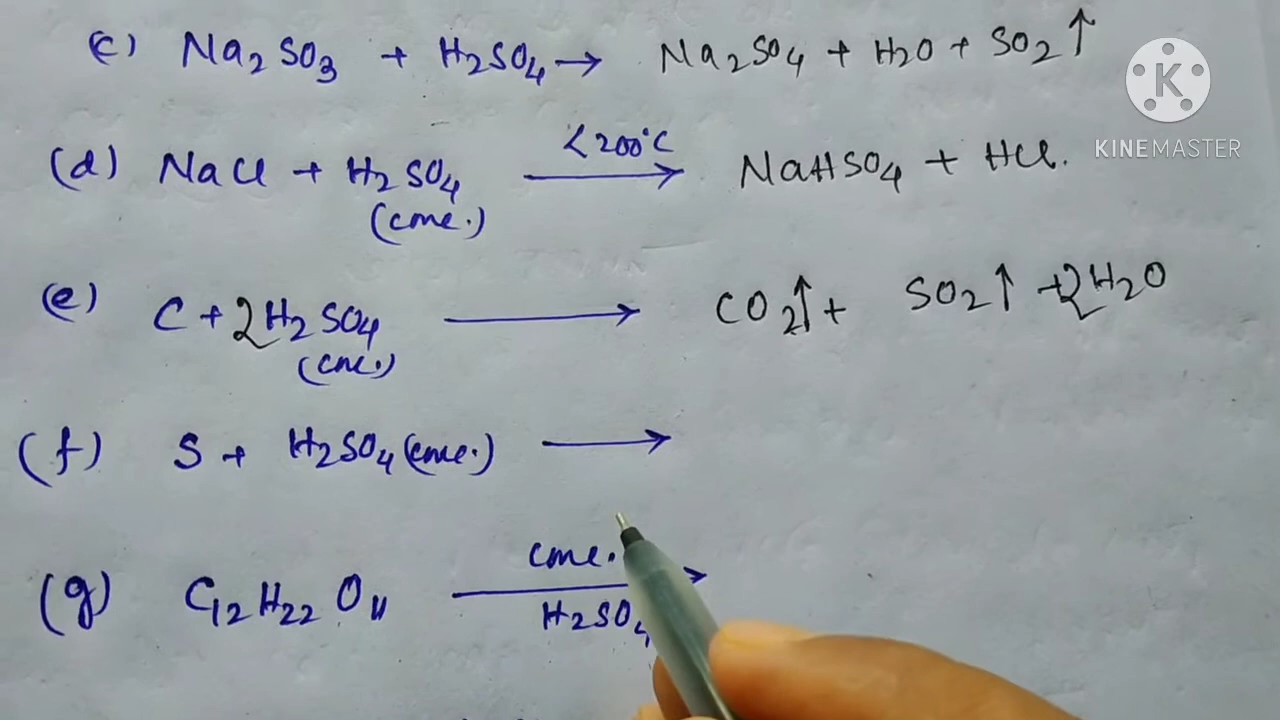 (c) Na2SO3 + H2SO4 → Na2SO4 + H2O + SO2↑
K
KINEMASTER
<200°C
(d) NaCl + H2SO4 → NaHSO4 + HCl.
(conc.)
(e) C + 2H2SO4 → CO2↑ + SO2↑ + 2H2O
(conc.)
(f) S + H2SO4 (conc.) →
conc.
(g) C12H22O11 →
H2SO4